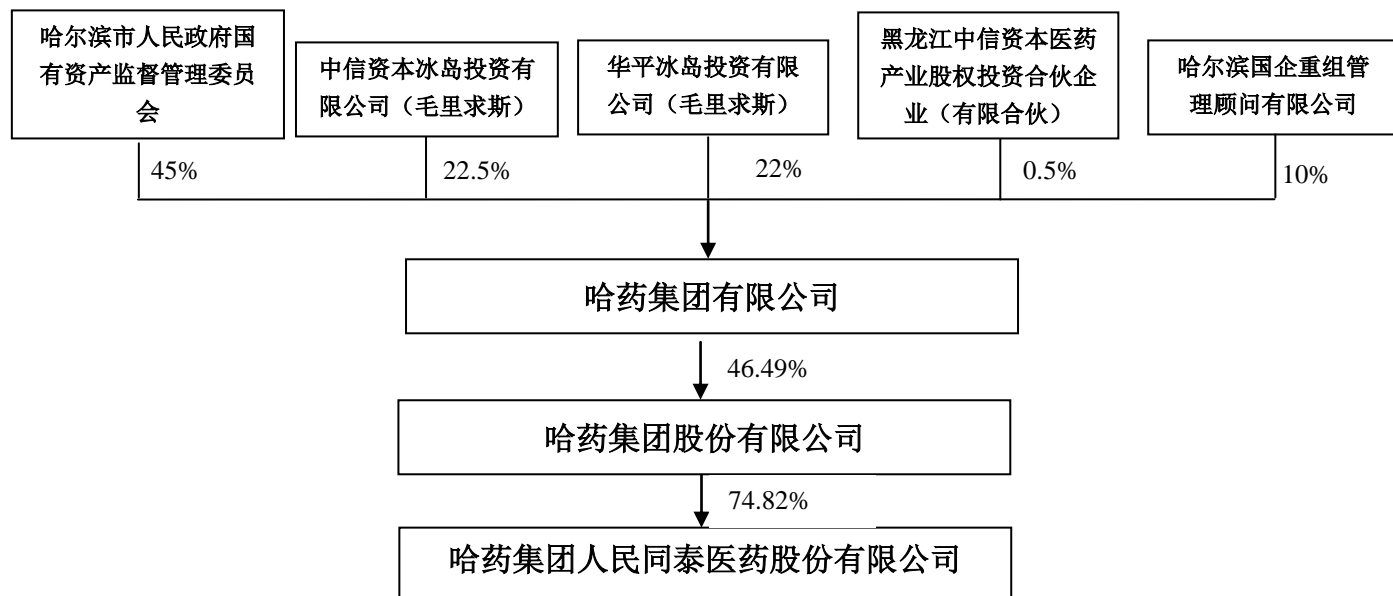 哈尔滨市人民政府国
有资产监督管理委员
会
中信资本冰岛投资有
限公司（毛里求斯）
华平冰岛投资有限
公司（毛里求斯）
黑龙江中信资本医药
产业股权投资合伙企
业（有限合伙）
哈尔滨国企重组管
理顾问有限公司
45%
22.5%
22%
0.5%
10%
哈药集团有限公司
46.49%
哈药集团股份有限公司
74.82%
哈药集团人民同泰医药股份有限公司